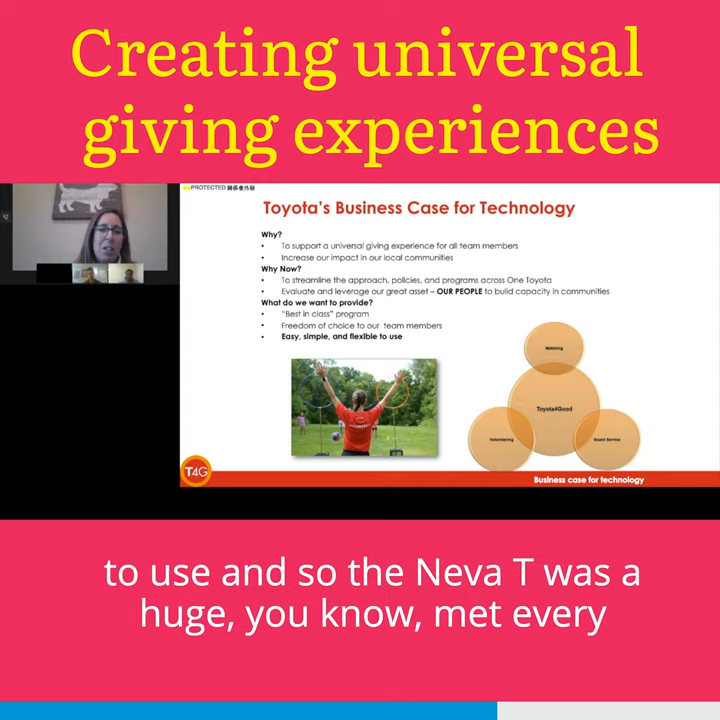 Creating universal
giving experiences
PROTECTED 関係者外秘
Toyota's Business Case for Technology
Why?
• To support a universal giving experience for all team members
• Increase our impact in our local communities
Why Now?
• To streamline the approach, policies, and programs across One Toyota
• Evaluate and leverage our great asset – OUR PEOPLE to build capacity in communities
What do we want to provide?
• "Best in class" program
• Freedom of choice to our team members
• Easy, simple, and flexible to use
Matching
Toyota4Good
Volunteering
Board Service
T4G
Business case for technology
to use and so the Neva T was a
huge, you know, met every